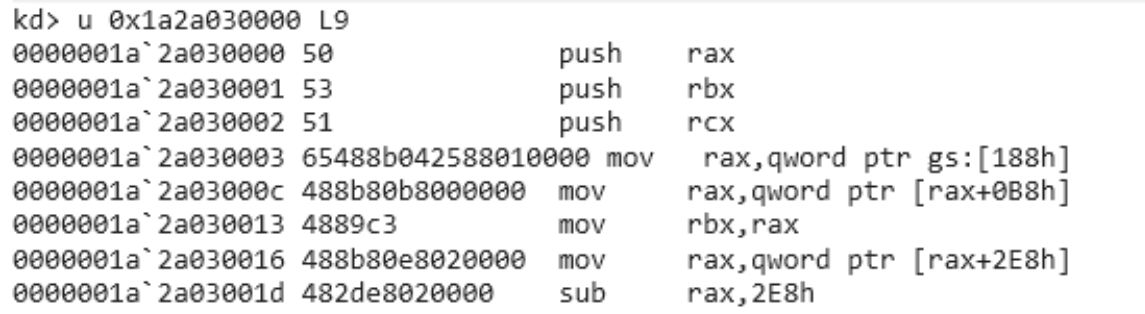 kd> u 0x1a2a030000 L9
0000001a`2a030000 50 push rax
0000001a`2a030001 53 push rbx
0000001a`2a030002 51 push rcx
0000001a`2a030003 65488b042588010000 mov rax,qword ptr gs:[188h]
0000001a`2a03000c 488b80b8000000 mov rax,qword ptr [rax+0B8h]
0000001a`2a030013 4889c3 mov rbx,rax
0000001a`2a030016 488b80e8020000 mov rax,qword ptr [rax+2E8h]
0000001a`2a03001d 482de8020000 sub rax,2E8h